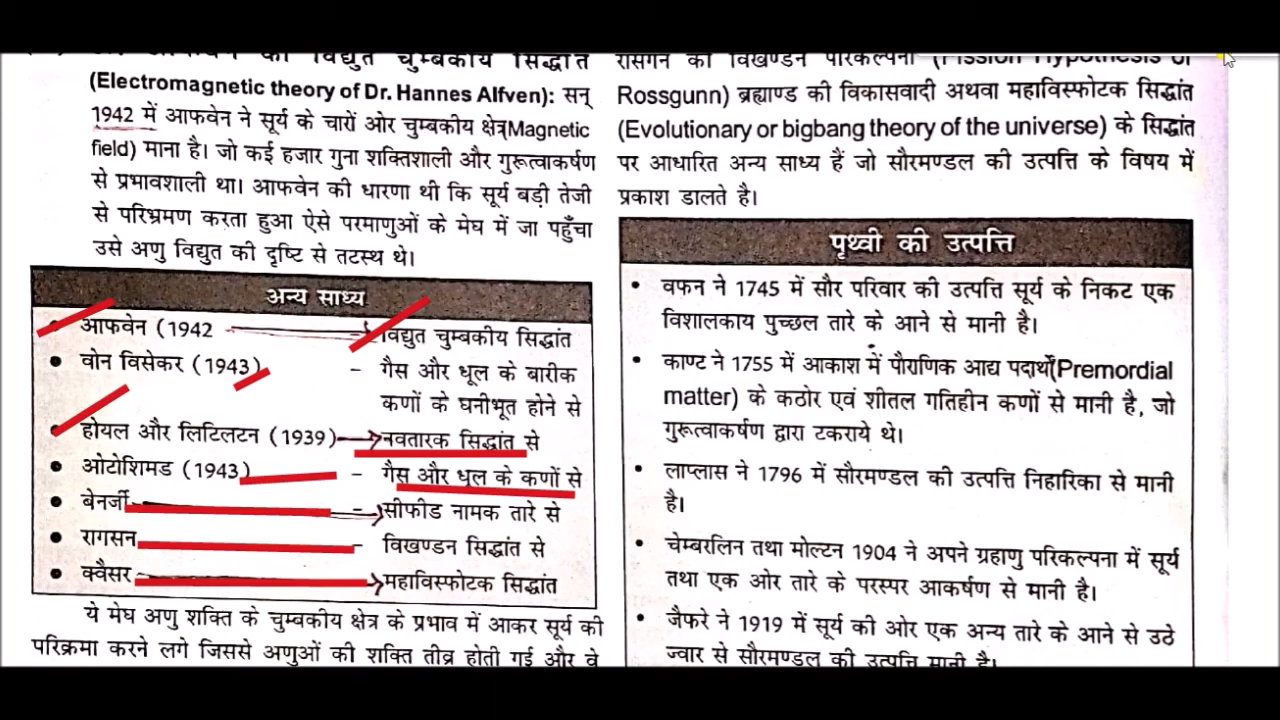 (Electromagnetic theory of Dr. Hannes Alfven): सन्
1942 में आफवेन ने सूर्य के चारों ओर चुम्बकीय क्षेत्र(Magnetic
field) माना है। जो कई हजार गुना शक्तिशाली और गुरूत्वाकर्षण
से प्रभावशाली था। आफवेन की धारणा थी कि सूर्य बड़ी तेजी
से परिभ्रमण करता हुआ ऐसे परमाणुओं के मेघ में जा पहुँचा
उसे अणु विद्युत की दृष्टि से तटस्थ थे।
अन्य साध्य
• आफवेन (1942 – विद्युत चुम्बकीय सिद्धांत
• वोन विसेकर (1943) – गैस और धूल के बारीक
कणों के घनीभूत होने से
• होयल और लिटिलटन (1939) नवतारक सिद्धांत से
• ओटोशिमड (1943) – गैस और धूल के कणों से
• बेनर्जी – सीफीड नामक तारे से
• रागसन – विखण्डन सिद्धांत से
• क्वैसर महाविस्फोटक सिद्धांत
ये मेघ अणु शक्ति के चुम्बकीय क्षेत्र के प्रभाव में आकर सूर्य की
परिक्रमा करने लगे जिससे अणुओं की शक्ति तीव्र होती गई और वे
रासगन की विखण्डन परिकल्पना (Fission Hypothesis of
Rossgunn) ब्रह्माण्ड की विकासवादी अथवा महाविस्फोटक सिद्धांत
(Evolutionary or bigbang theory of the universe) के सिद्धांत
पर आधारित अन्य साध्य हैं जो सौरमण्डल की उत्पत्ति के विषय में
प्रकाश डालते है।
पृथ्वी की उत्पत्ति
• वफन ने 1745 में सौर परिवार की उत्पत्ति सूर्य के निकट एक
विशालकाय पुच्छल तारे के आने से मानी है।
• काण्ट ने 1755 में आकाश में पौराणिक आद्य पदार्थों(Premordial
matter) के कठोर एवं शीतल गतिहीन कणों से मानी है, जो
गुरूत्वाकर्षण द्वारा टकराये थे।
• लाप्लास ने 1796 में सौरमण्डल की उत्पत्ति निहारिका से मानी
है।
• चेम्बरलिन तथा मोल्टन 1904 ने अपने ग्रहाणु परिकल्पना में सूर्य
तथा एक ओर तारे के परस्पर आकर्षण से मानी है।
• जैफरे ने 1919 में सूर्य की ओर एक अन्य तारे के आने से उठे
ज्वार से सौरमण्डल की उत्पत्ति मानी है।